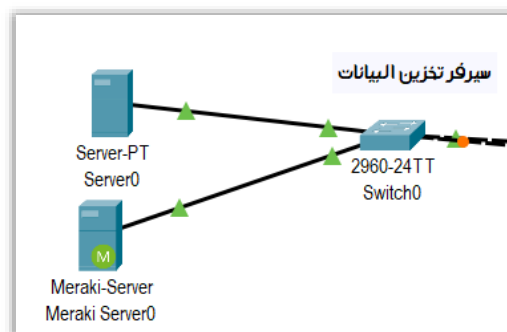 سيرفر تخزين البيانات
Server-PT
Server0
2960-24TT
Switch0
M
Meraki-Server
Meraki Server0